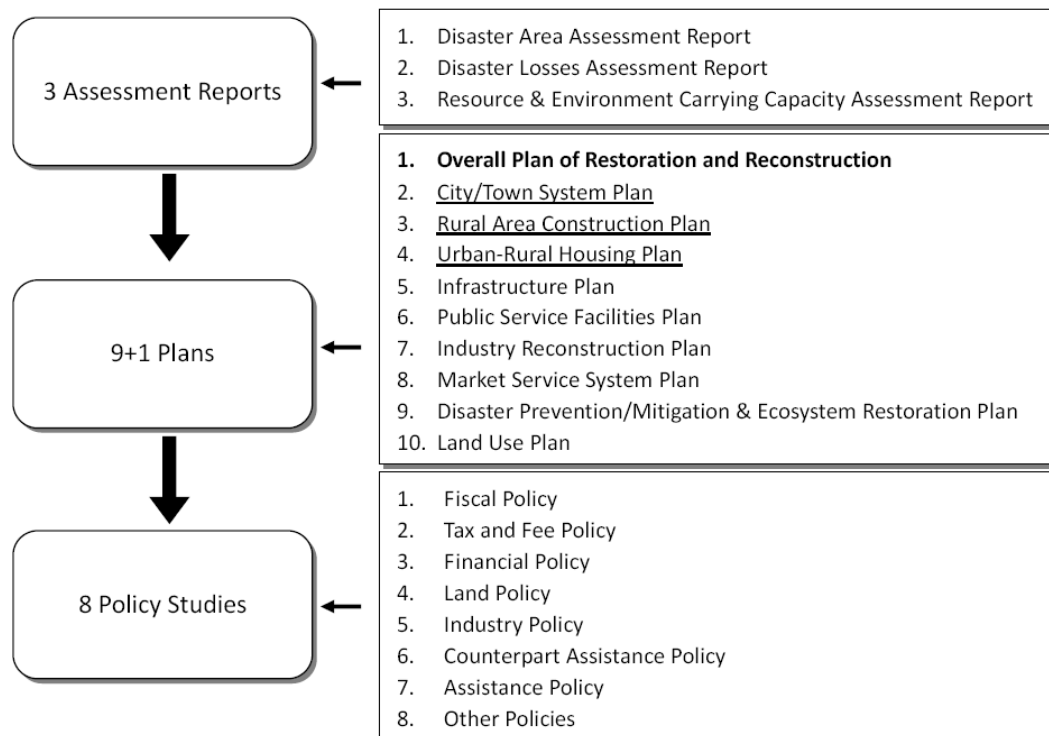 3 Assessment Reports
1. Disaster Area Assessment Report
2. Disaster Losses Assessment Report
3. Resource & Environment Carrying Capacity Assessment Report
9+1 Plans
1. Overall Plan of Restoration and Reconstruction
2. City/Town System Plan
3. Rural Area Construction Plan
4. Urban-Rural Housing Plan
5. Infrastructure Plan
6. Public Service Facilities Plan
7. Industry Reconstruction Plan
8. Market Service System Plan
9. Disaster Prevention/Mitigation & Ecosystem Restoration Plan
10. Land Use Plan
8 Policy Studies
1. Fiscal Policy
2. Tax and Fee Policy
3. Financial Policy
4. Land Policy
5. Industry Policy
6. Counterpart Assistance Policy
7. Assistance Policy
8. Other Policies